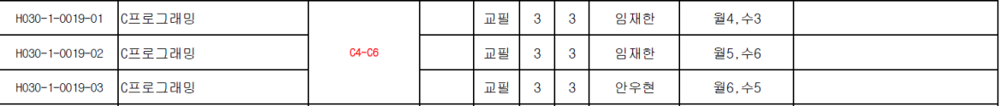 H030-1-0019-01 C프로그래밍 교필 3 3 임재한 월4,수3
C4~C6
H030-1-0019-02 C프로그래밍 교필 3 3 임재한 월5,수6
H030-1-0019-03 C프로그래밍 교필 3 3 안우현 월6,수5